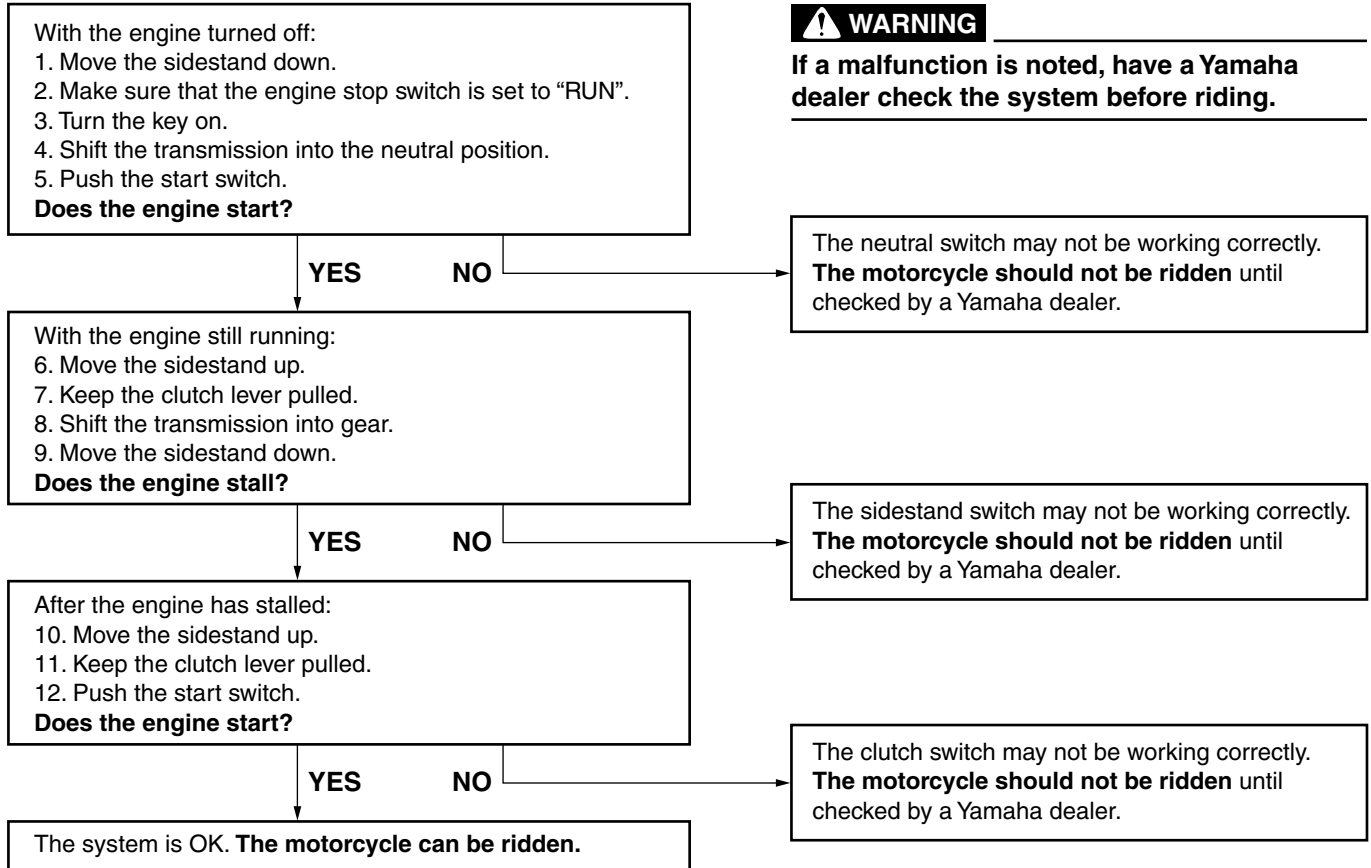 With the engine turned off:
1. Move the sidestand down.
2. Make sure that the engine stop switch is set to “RUN”.
3. Turn the key on.
4. Shift the transmission into the neutral position.
5. Push the start switch.
Does the engine start?
WARNING
If a malfunction is noted, have a Yamaha
dealer check the system before riding.
YES NO
The neutral switch may not be working correctly.
The motorcycle should not be ridden until
checked by a Yamaha dealer.
With the engine still running:
6. Move the sidestand up.
7. Keep the clutch lever pulled.
8. Shift the transmission into gear.
9. Move the sidestand down.
Does the engine stall?
YES NO
The sidestand switch may not be working correctly.
The motorcycle should not be ridden until
checked by a Yamaha dealer.
After the engine has stalled:
10. Move the sidestand up.
11. Keep the clutch lever pulled.
12. Push the start switch.
Does the engine start?
YES NO
The clutch switch may not be working correctly.
The motorcycle should not be ridden until
checked by a Yamaha dealer.
The system is OK. The motorcycle can be ridden.